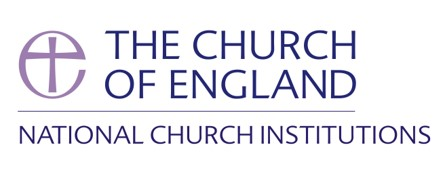 THE CHURCH
OF ENGLAND
NATIONAL CHURCH INSTITUTIONS